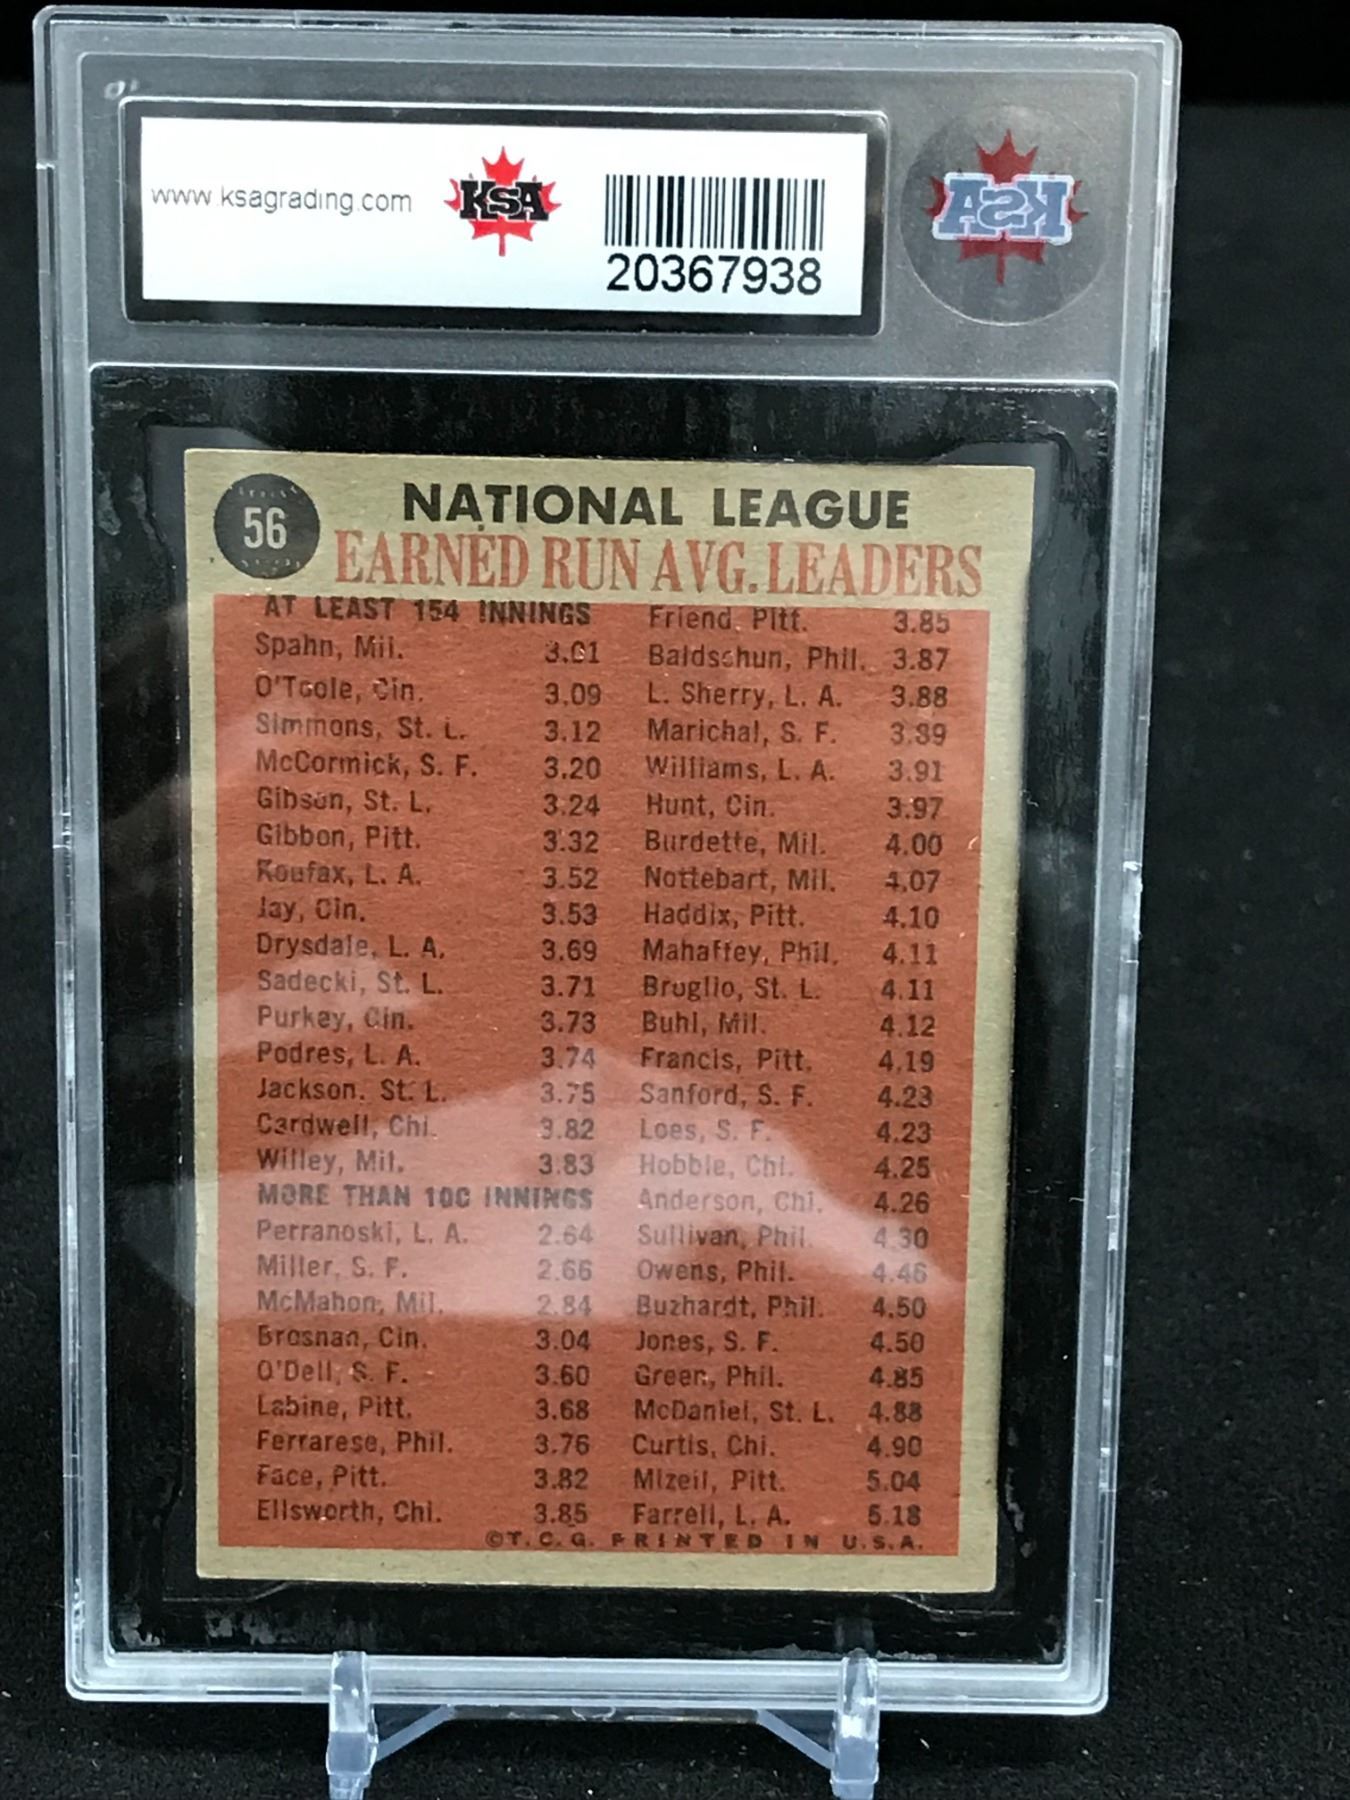 www.ksagrading.com
KSA
20367938
KSA
56
NATIONAL LEAGUE
EARNED RUN AVG. LEADERS
AT LEAST 154 INNINGS
Spahn, Mil. 3.01
O'Toole, Cin. 3.09
Simmons, St. L. 3.12
McCormick, S. F. 3.20
Gibson, St. L. 3.24
Gibbon, Pitt. 3.32
Koufax, L. A. 3.52
Jay, Cin. 3.53
Drysdale, L. A. 3.69
Sadecki, St. L. 3.71
Purkey, Cin. 3.73
Podres, L. A. 3.74
Jackson, St. L. 3.75
Cardwell, Chi. 3.82
Willey, Mil. 3.83
MORE THAN 100 INNINGS
Perranoski, L. A. 2.64
Miller, S. F. 2.66
McMahon, Mil. 2.84
Brosnan, Cin. 3.04
O'Dell, S. F. 3.60
Labine, Pitt. 3.68
Ferrarese, Phil. 3.76
Face, Pitt. 3.82
Ellsworth, Chi. 3.85
Friend, Pitt. 3.85
Baldschun, Phil. 3.87
L. Sherry, L. A. 3.88
Marichal, S. F. 3.89
Williams, L. A. 3.91
Hunt, Cin. 3.97
Burdette, Mil. 4.00
Nottebart, Mil. 4.07
Haddix, Pitt. 4.10
Mahaffey, Phil. 4.11
Broglio, St. L. 4.11
Buhl, Mil. 4.12
Francis, Pitt. 4.19
Sanford, S. F. 4.23
Loes, S. F. 4.23
Hobbie, Chi. 4.25
Anderson, Chi. 4.26
Sullivan, Phil. 4.30
Owens, Phil. 4.46
Buzhardt, Phil. 4.50
Jones, S. F. 4.50
Green, Phil. 4.85
McDaniel, St. L. 4.88
Curtis, Chi. 4.90
Mizell, Pitt. 5.04
Farrell, L. A. 5.18
©T.C.G. PRINTED IN U.S.A.